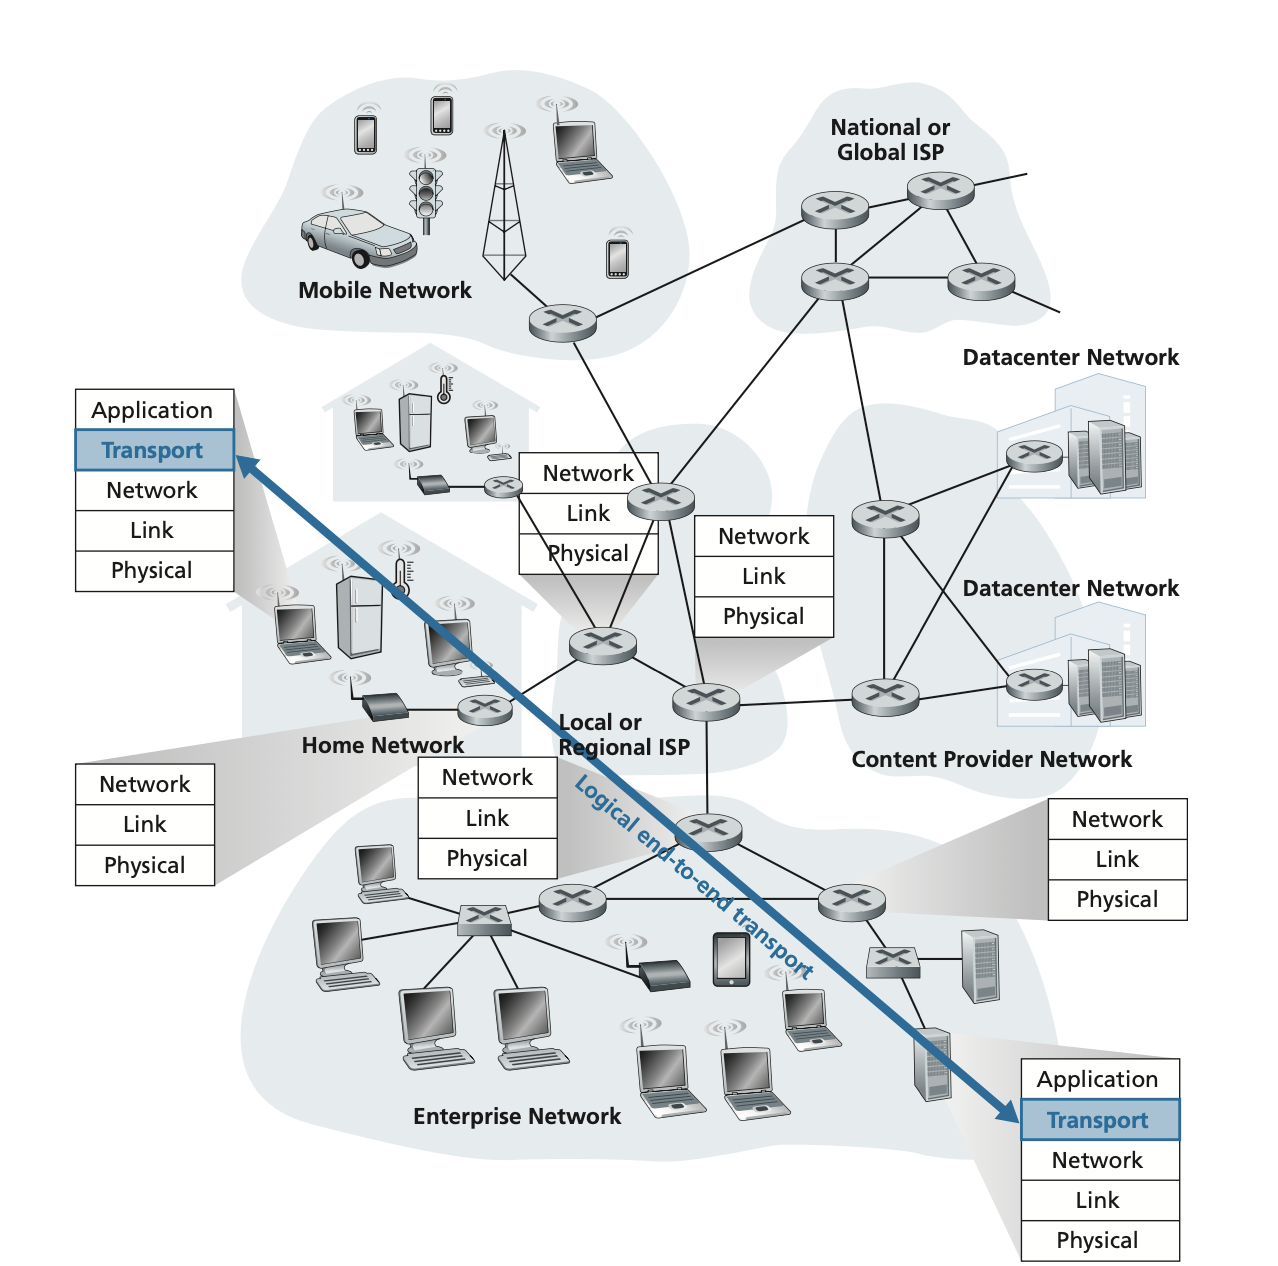 National or
Global ISP
Mobile Network
Datacenter Network
Application
Transport
Network
Link
Physical
Network
Link
Physical
Network
Link
Physical
Datacenter Network
Local or
Regional ISP
Home Network
Content Provider Network
Network
Link
Physical
Network
Link
Physical
Logical end-to-end transport
Network
Link
Physical
Enterprise Network
Application
Transport
Network
Link
Physical